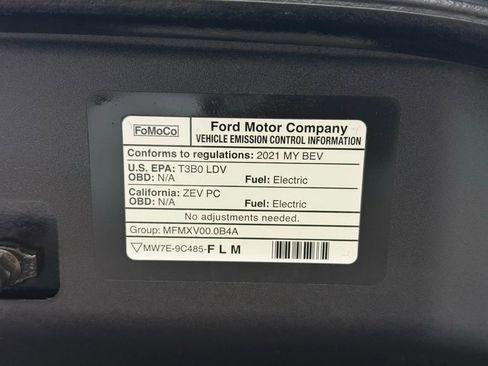 FoMoCo
Ford Motor Company
VEHICLE EMISSION CONTROL INFORMATION
Conforms to regulations: 2021 MY BEV
U.S. EPA: T3B0 LDV
OBD: N/A Fuel: Electric
California: ZEV PC
OBD: N/A Fuel: Electric
No adjustments needed.
Group: MFMXV00.0B4A
MW7E-9C485-F L M